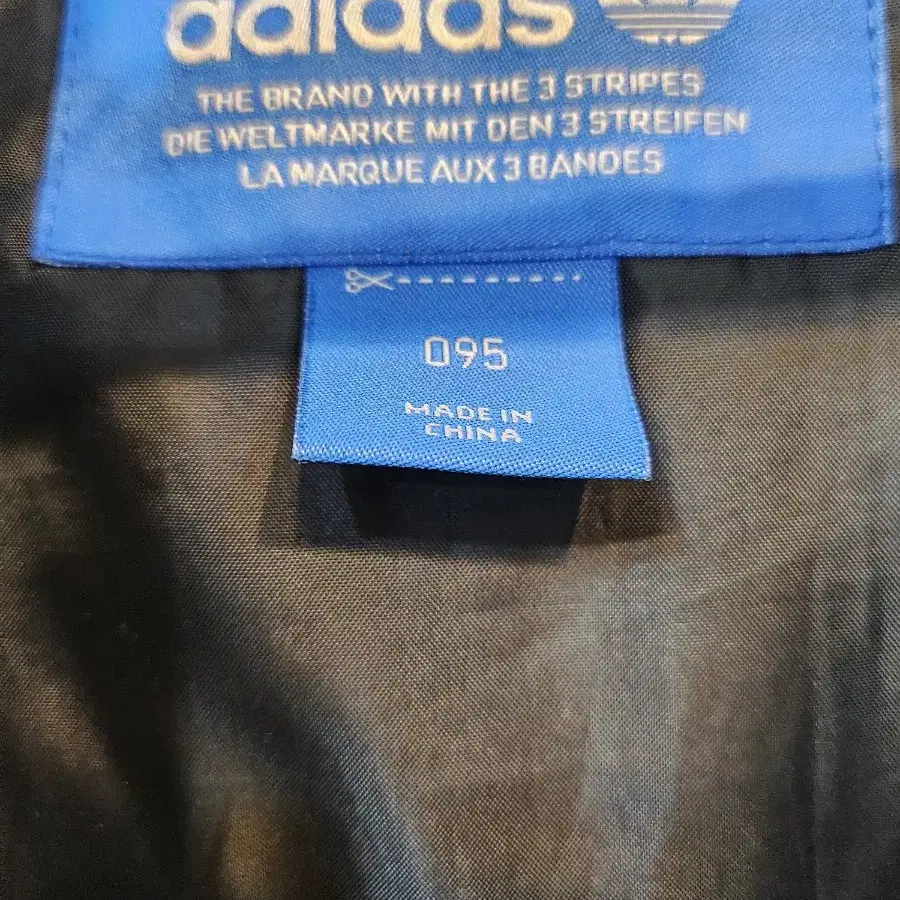 adidas
THE BRAND WITH THE 3 STRIPES
DIE WELTMARKE MIT DEN 3 STREIFEN
LA MARQUE AUX 3 BANDES
095
MADE IN
CHINA